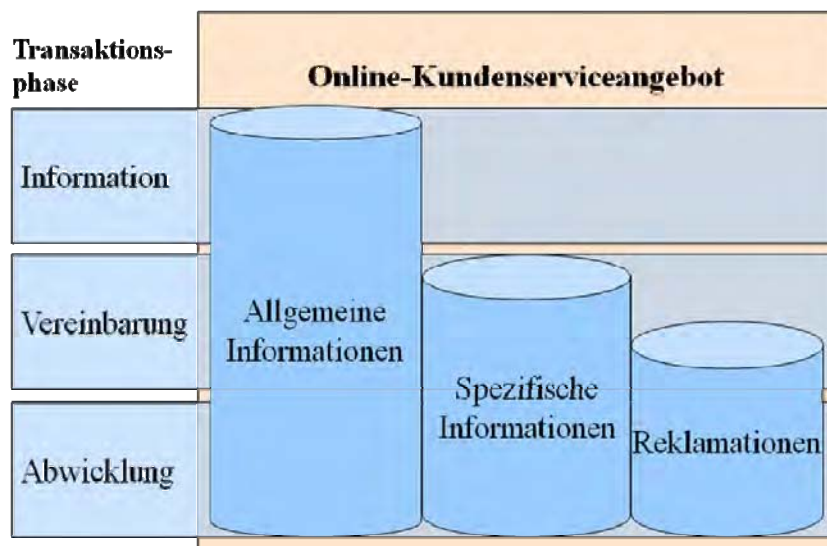 Transaktions-
phase
Online-Kundenserviceangebot
Information
Vereinbarung
Abwicklung
Allgemeine
Informationen
Spezifische
Informationen
Reklamationen